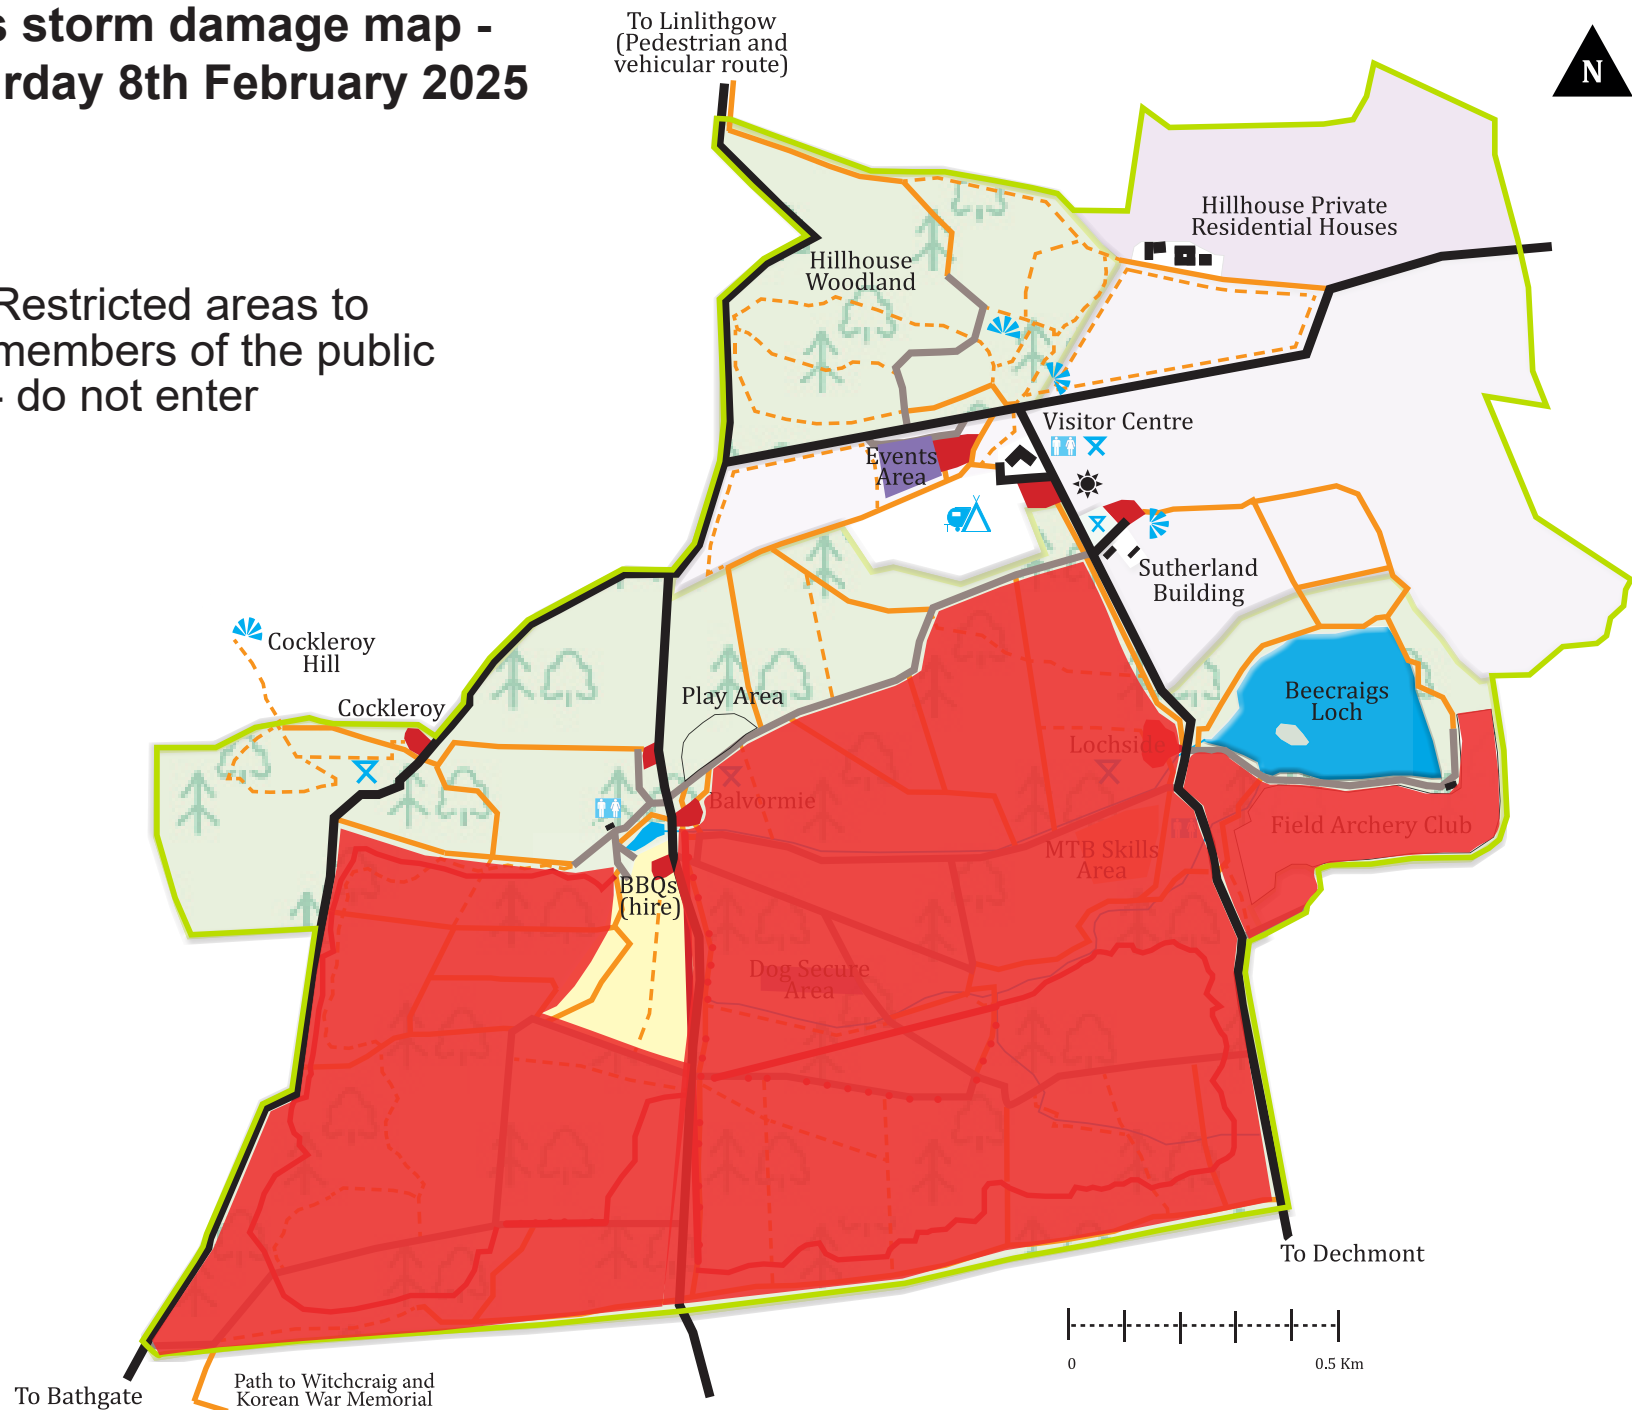 s storm damage map -
rday 8th February 2025
To Linlithgow
(Pedestrian and
vehicular route)
N
Hillhouse Private
Residential Houses
Hillhouse
Woodland
Restricted areas to
members of the public
- do not enter
Visitor Centre
Events
Area
Sutherland
Building
Cockleroy
Hill
Cockleroy
Play Area
Beecraigs
Loch
Lochside
Balvormie
Field Archery Club
MTB Skills
Area
BBQs
(hire)
Dog Secure
Area
To Dechmont
0
0.5 Km
To Bathgate
Path to Witchcraig and
Korean War Memorial